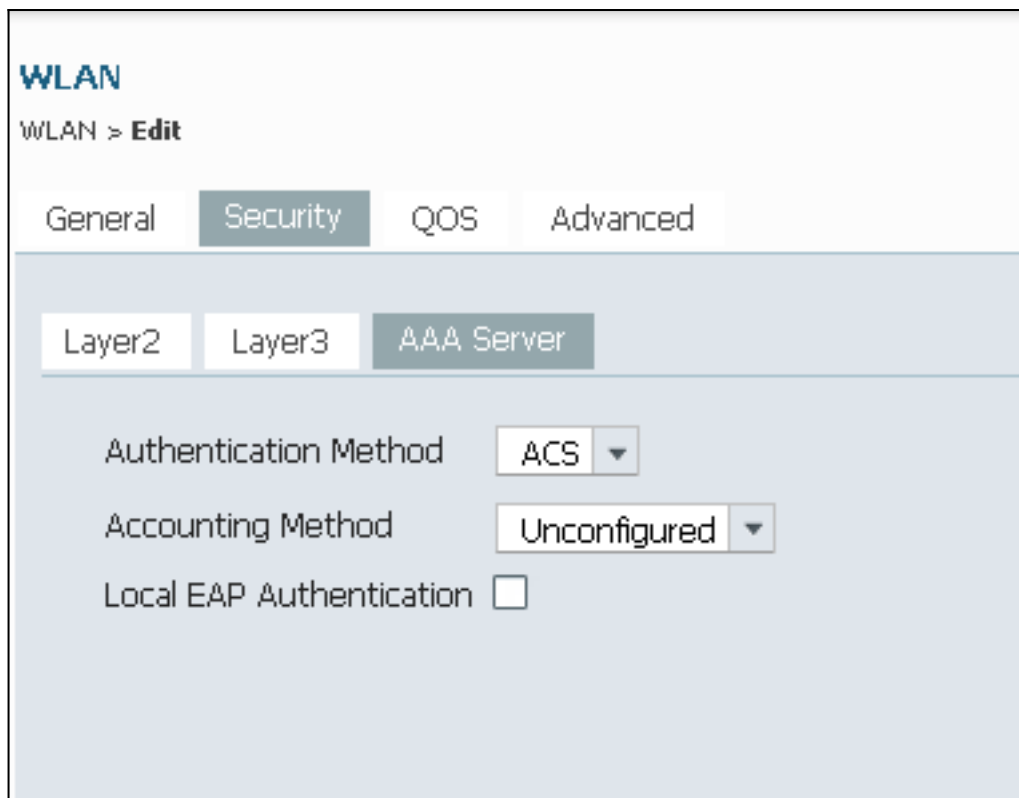 WLAN
WLAN > Edit
General Security QOS Advanced
Layer2 Layer3 AAA Server
Authentication Method ACS
Accounting Method Unconfigured
Local EAP Authentication